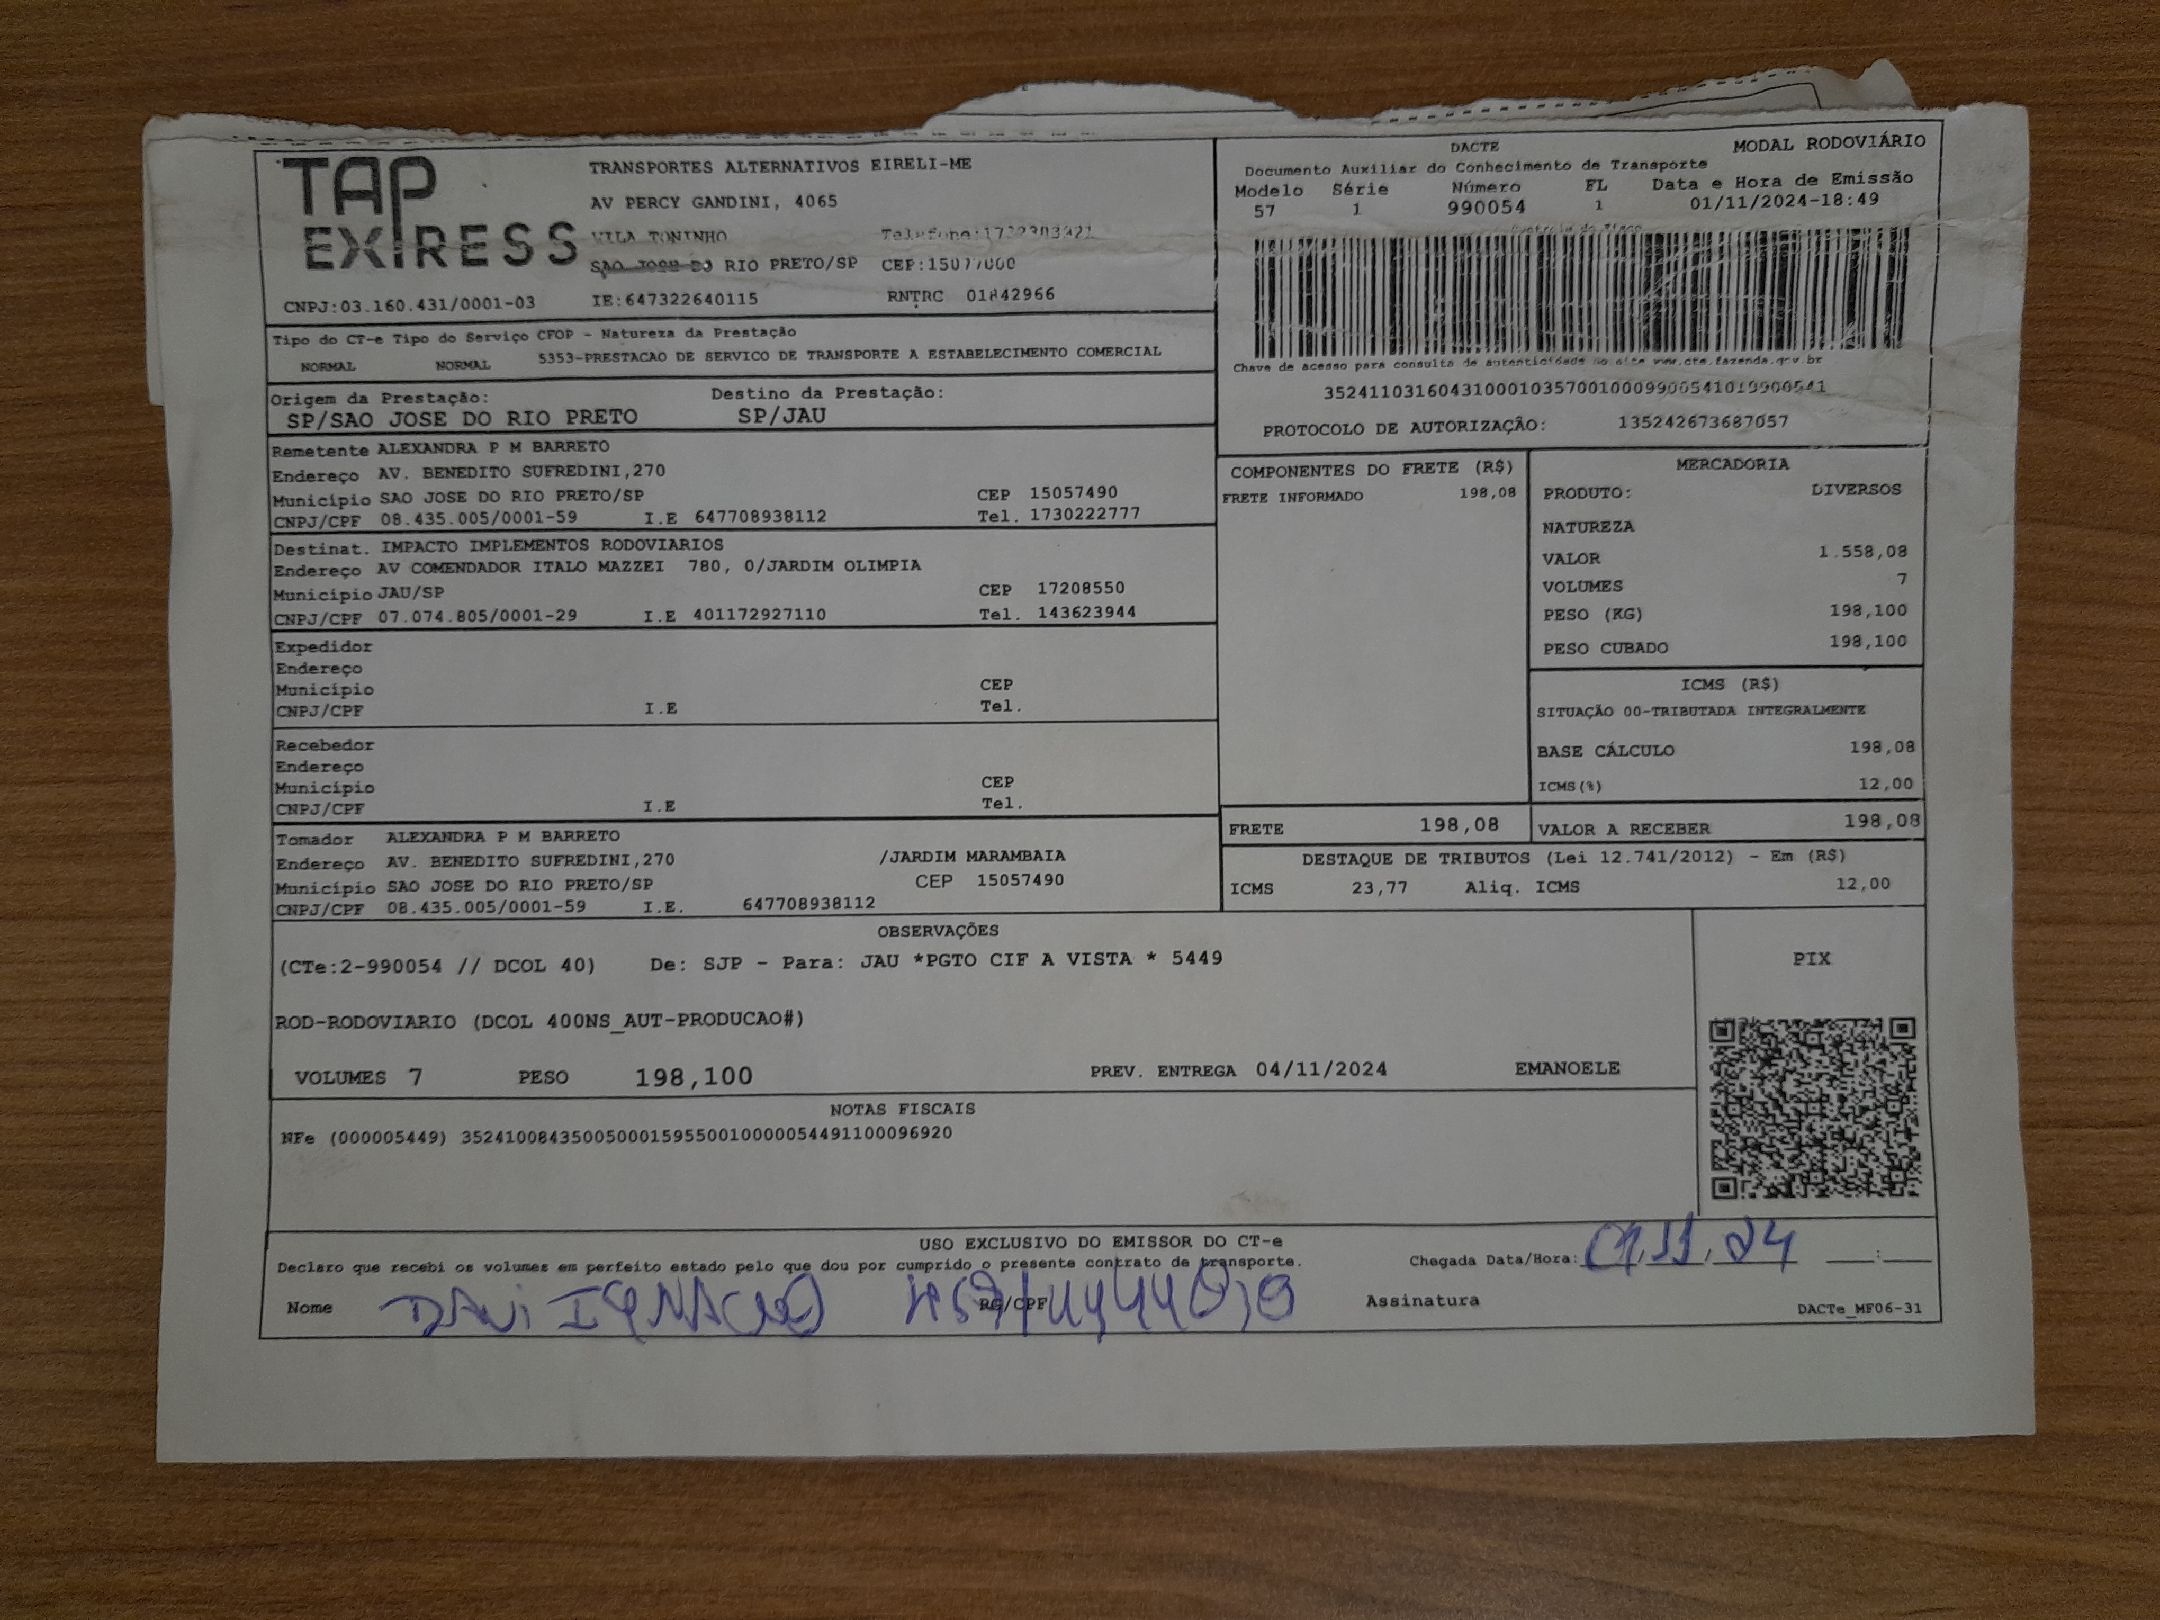 TAP EXPRESS
TRANSPORTES ALTERNATIVOS EIRELI-ME
AV PERCY GANDINI, 4065
VILA TONINHO
SAO JOSE DO RIO PRETO/SP CEP:15077000
CNPJ:03.160.431/0001-03 IE:647322640115 RNTRC 01842966
DACTE MODAL RODOVIÁRIO
Documento Auxiliar do Conhecimento de Transporte
Modelo Série Número FL Data e Hora de Emissão
57 1 990054 1 01/11/2024-18:49
Chave de acesso para consulta de autenticidade no site www.cte.fazenda.gov.br
35241103160431000103570010009900541019900541
PROTOCOLO DE AUTORIZAÇÃO: 135242673687057
Tipo do CT-e Tipo do Serviço CFOP - Natureza da Prestação
NORMAL NORMAL 5353-PRESTACAO DE SERVICO DE TRANSPORTE A ESTABELECIMENTO COMERCIAL
Origem da Prestação: Destino da Prestação:
SP/SAO JOSE DO RIO PRETO SP/JAU
Remetente ALEXANDRA P M BARRETO
Endereço AV. BENEDITO SUFREDINI,270
Município SAO JOSE DO RIO PRETO/SP CEP 15057490
CNPJ/CPF 08.435.005/0001-59 I.E 647708938112 Tel. 1730222777
Destinat. IMPACTO IMPLEMENTOS RODOVIARIOS
Endereço AV COMENDADOR ITALO MAZZEI 780, 0/JARDIM OLIMPIA
Município JAU/SP CEP 17208550
CNPJ/CPF 07.074.805/0001-29 I.E 401172927110 Tel. 143623944
Expedidor
Endereço
Município CEP
CNPJ/CPF I.E Tel.
Recebedor
Endereço
Município CEP
CNPJ/CPF I.E Tel.
Tomador ALEXANDRA P M BARRETO
Endereço AV. BENEDITO SUFREDINI,270 /JARDIM MARAMBAIA
Município SAO JOSE DO RIO PRETO/SP CEP 15057490
CNPJ/CPF 08.435.005/0001-59 I.E. 647708938112
COMPONENTES DO FRETE (R$)
FRETE INFORMADO 198,08
MERCADORIA
PRODUTO: DIVERSOS
NATUREZA
VALOR 1.558,08
VOLUMES 7
PESO (KG) 198,100
PESO CUBADO 198,100
ICMS (R$)
SITUAÇÃO 00-TRIBUTADA INTEGRALMENTE
BASE CÁLCULO 198,08
ICMS(%) 12,00
FRETE 198,08 VALOR A RECEBER 198,08
DESTAQUE DE TRIBUTOS (Lei 12.741/2012) - Em (R$)
ICMS 23,77 Aliq. ICMS 12,00
OBSERVAÇÕES
(CTe:2-990054 // DCOL 40) De: SJP - Para: JAU *PGTO CIF A VISTA * 5449
ROD-RODOVIARIO (DCOL 400NS_AUT-PRODUCAO#)
VOLUMES 7 PESO 198,100 PREV. ENTREGA 04/11/2024 EMANOELE
PIX
NOTAS FISCAIS
NFe (000005449) 35241008435005000159550010000054491100096920
USO EXCLUSIVO DO EMISSOR DO CT-e
Declaro que recebi os volumes em perfeito estado pelo que dou por cumprido o presente contrato de transporte. Chegada Data/Hora: :
Nome DAVI IGNACIO RG/CPF Assinatura DACTe_MF06-31